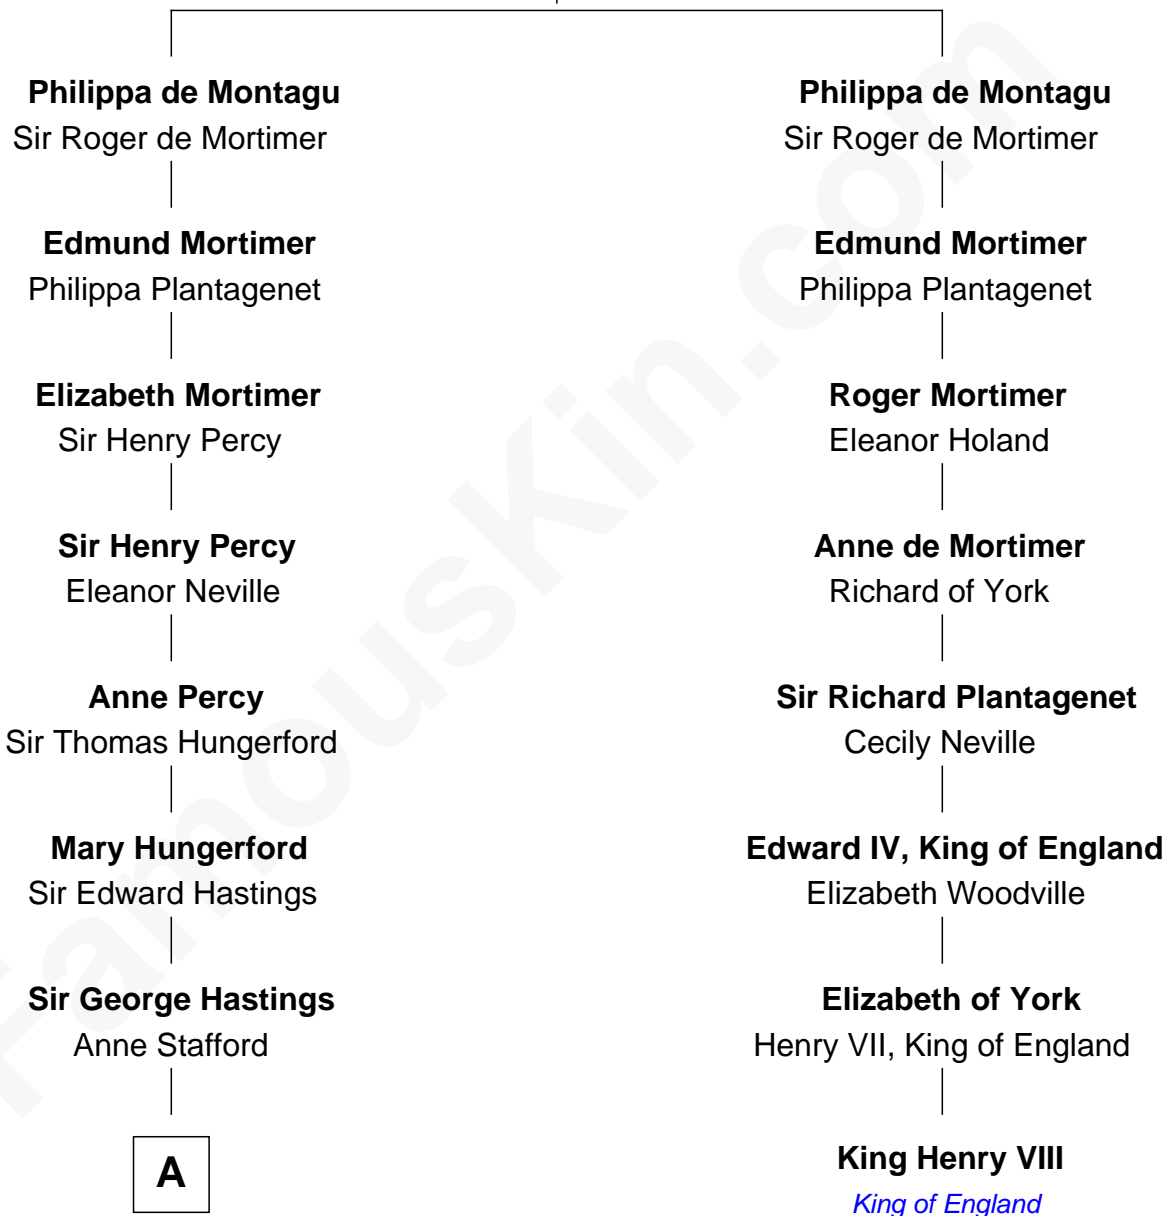 Philippa de Montagu
Sir Roger de Mortimer
Edmund Mortimer
Philippa Plantagenet
Elizabeth Mortimer
Sir Henry Percy
Sir Henry Percy
Eleanor Neville
Anne Percy
Sir Thomas Hungerford
Mary Hungerford
Sir Edward Hastings
Sir George Hastings
Anne Stafford
A
Philippa de Montagu
Sir Roger de Mortimer
Edmund Mortimer
Philippa Plantagenet
Roger Mortimer
Eleanor Holand
Anne de Mortimer
Richard of York
Sir Richard Plantagenet
Cecily Neville
Edward IV, King of England
Elizabeth Woodville
Elizabeth of York
Henry VII, King of England
King Henry VIII
King of England
FamousKin.com